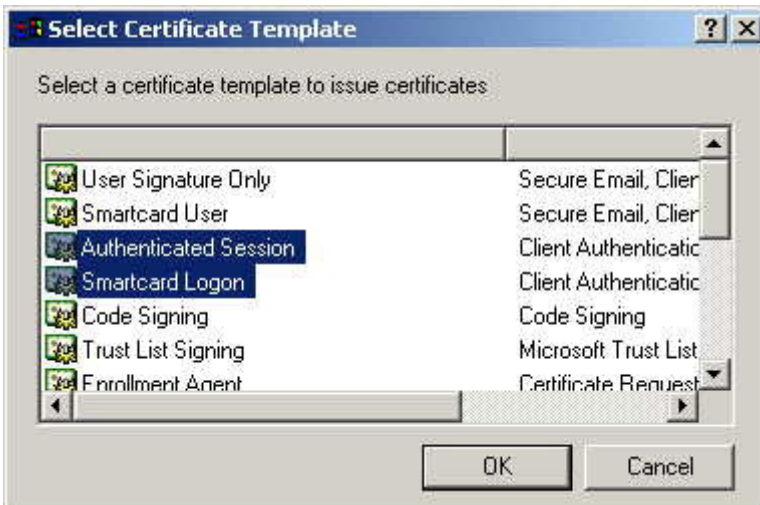 Select Certificate Template
Select a certificate template to issue certificates
User Signature Only Secure Email, Clien
Smartcard User Secure Email, Clien
Authenticated Session Client Authenticatic
Smartcard Logon Client Authenticatic
Code Signing Code Signing
Trust List Signing Microsoft Trust List
Enrollment Agent Certificate Request
OK Cancel